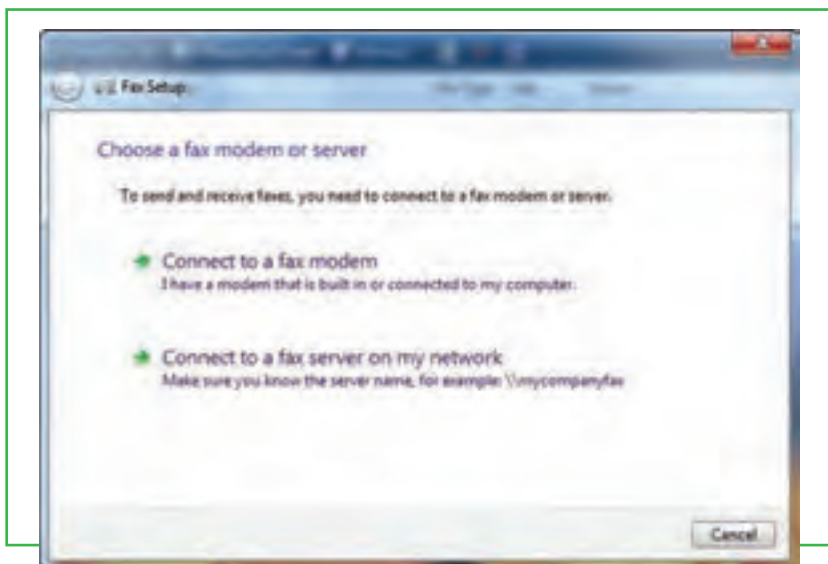 Fax Setup
Choose a fax modem or server
To send and receive faxes, you need to connect to a fax modem or server.
Connect to a fax modem
I have a modem that is built in or connected to my computer.
Connect to a fax server on my network
Make sure you know the server name, for example: \\mycompanyfax
Cancel